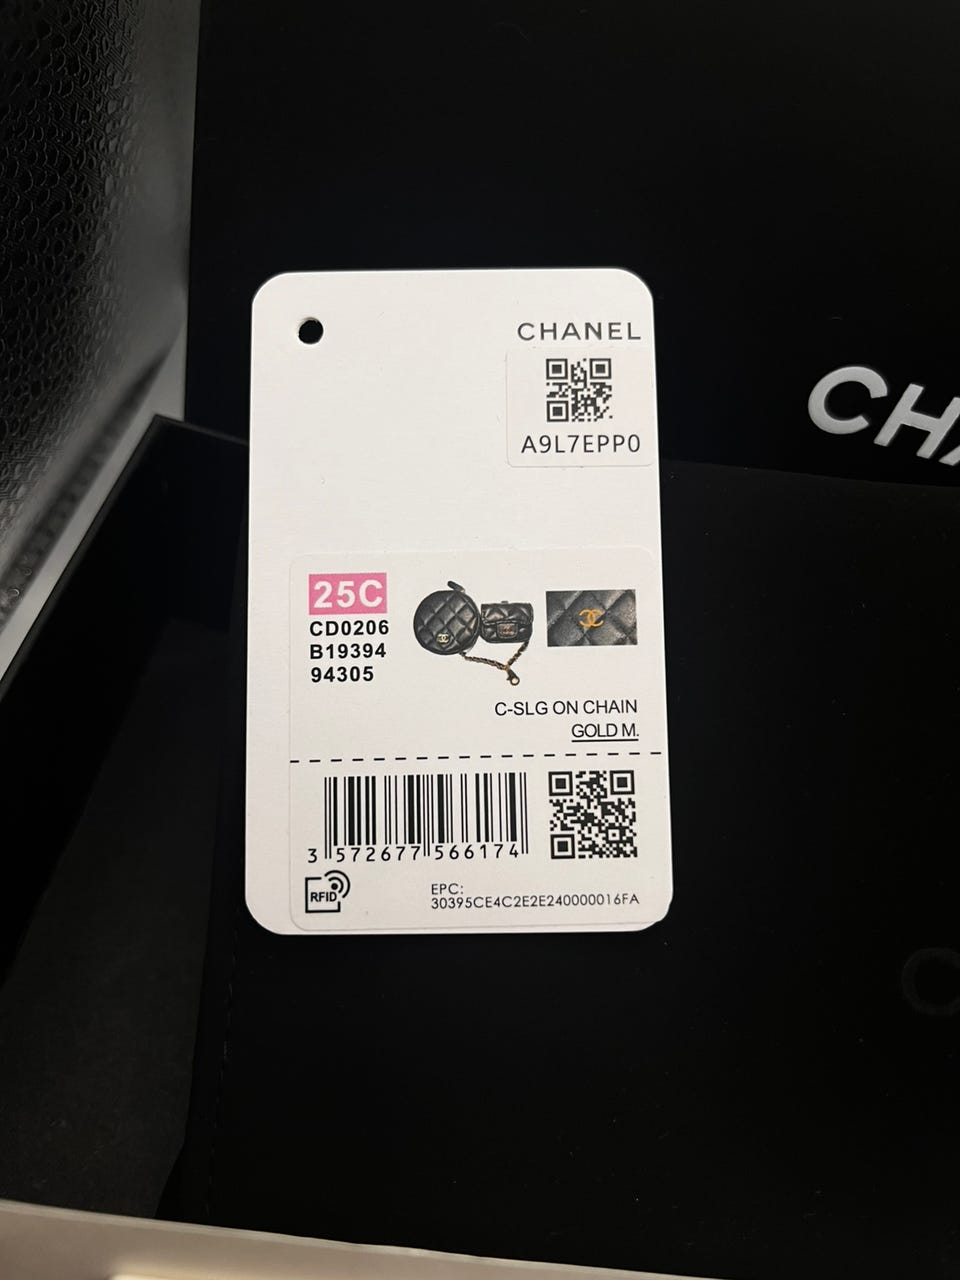 CHANEL
A9L7EPP0
25C
CD0206
B19394
94305
C-SLG ON CHAIN
GOLD M.
3 572677 566174
RFID
EPC:
30395CE4C2E2E240000016FA
CHA
C